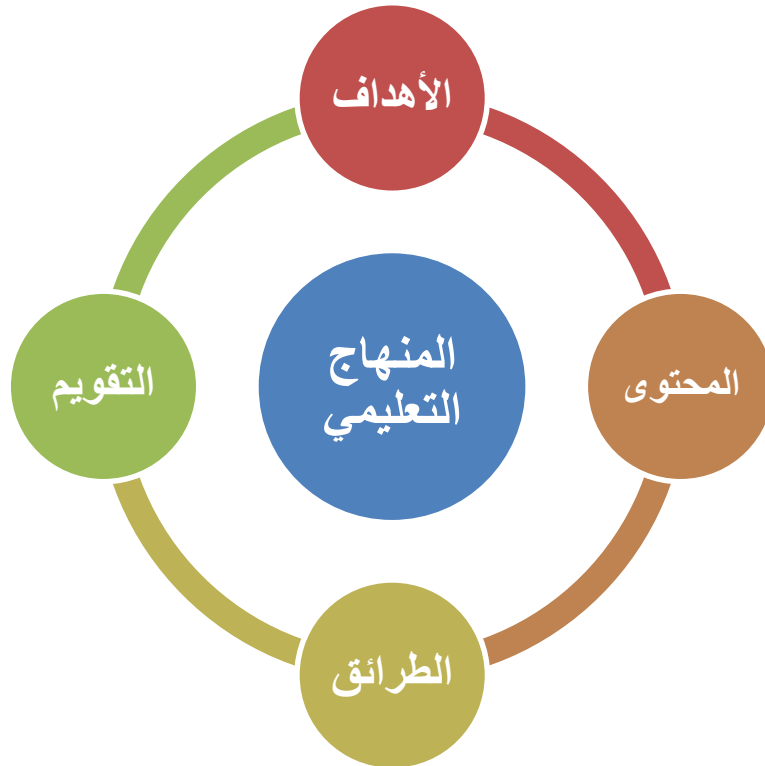 الأهداف
المنهاج
التعليمي
المحتوى
التقويم
الطرائق